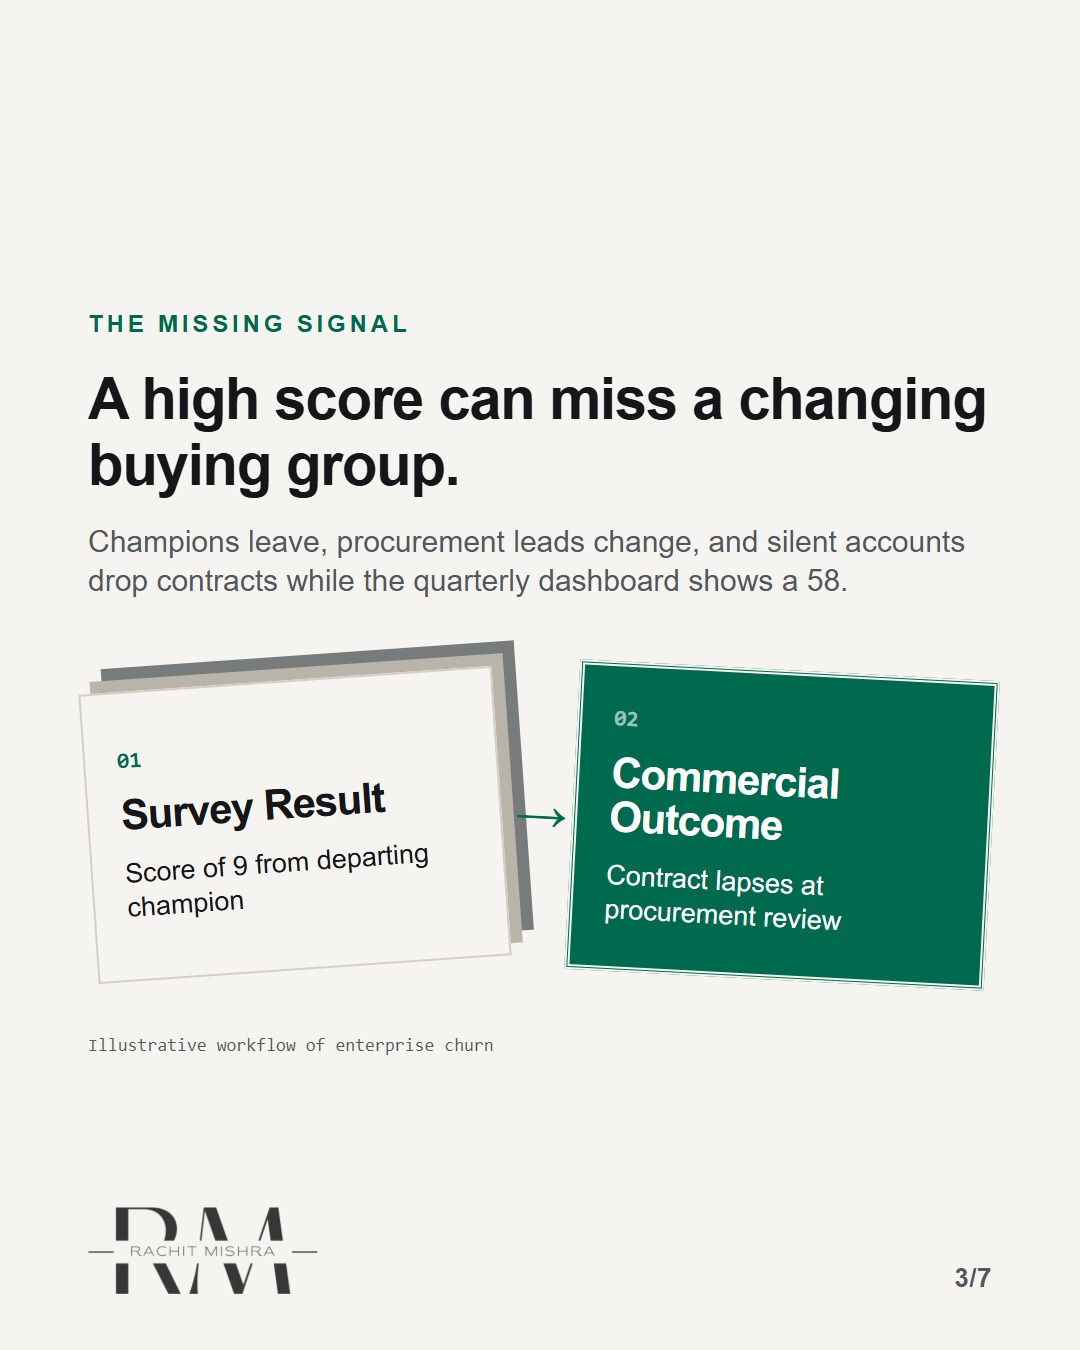 THE MISSING SIGNAL
A high score can miss a changing
buying group.
Champions leave, procurement leads change, and silent accounts
drop contracts while the quarterly dashboard shows a 58.
01
Survey Result
Score of 9 from departing
champion
→
02
Commercial
Outcome
Contract lapses at
procurement review
Illustrative workflow of enterprise churn
RM
RACHIT MISHRA
3/7